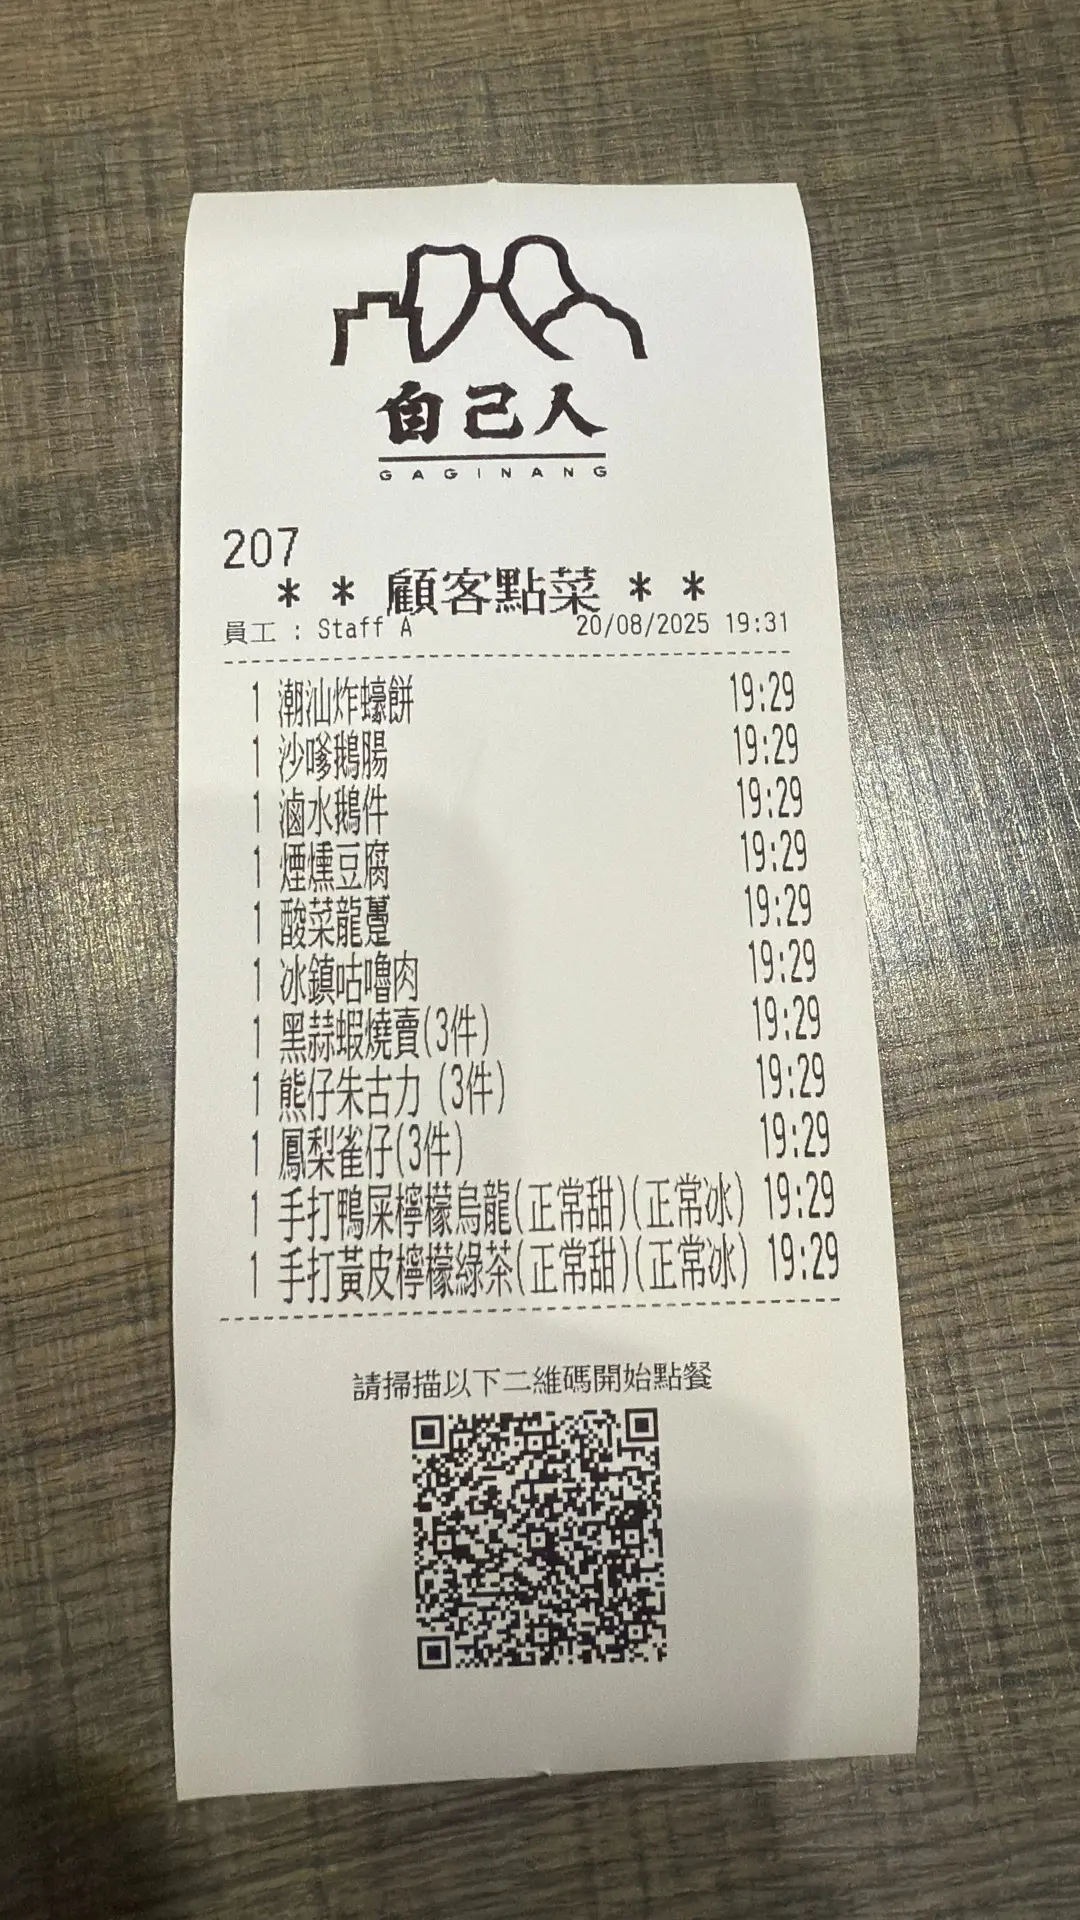 自己人
GAGINANG
207
＊ ＊ 顧客點菜 ＊ ＊
員工 : Staff A 20/08/2025 19:31
1 潮汕炸蠔餅 19:29
1 沙嗲鵝腸 19:29
1 滷水鵝件 19:29
1 煙燻豆腐 19:29
1 酸菜龍躉 19:29
1 冰鎮咕嚕肉 19:29
1 黑蒜蝦燒賣(3件) 19:29
1 熊仔朱古力 (3件) 19:29
1 鳳梨雀仔(3件) 19:29
1 手打鴨屎檸檬烏龍(正常甜)(正常冰) 19:29
1 手打黃皮檸檬綠茶(正常甜)(正常冰) 19:29
請掃描以下二維碼開始點餐